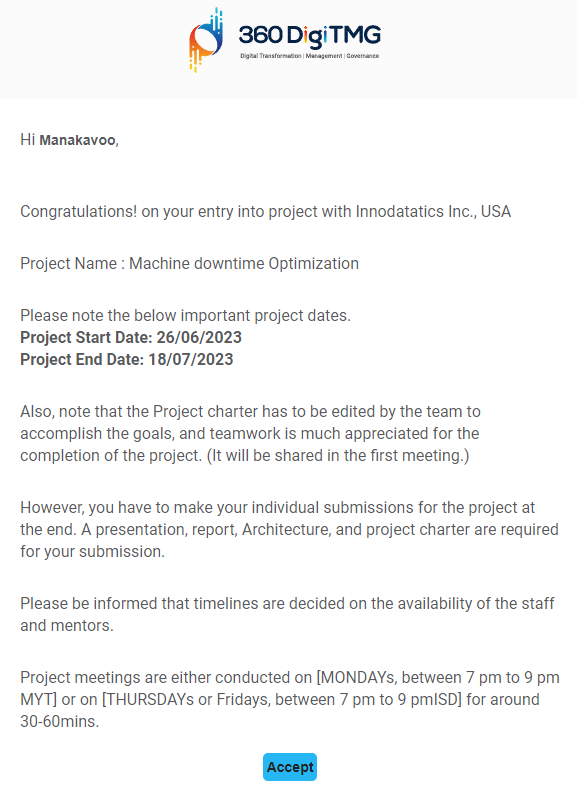 360 DigiTMG
Digital Transformation | Management | Governance
Hi Manakavoo,
Congratulations! on your entry into project with Innodatatics Inc., USA
Project Name : Machine downtime Optimization
Please note the below important project dates.
Project Start Date: 26/06/2023
Project End Date: 18/07/2023
Also, note that the Project charter has to be edited by the team to
accomplish the goals, and teamwork is much appreciated for the
completion of the project. (It will be shared in the first meeting.)
However, you have to make your individual submissions for the project at
the end. A presentation, report, Architecture, and project charter are required
for your submission.
Please be informed that timelines are decided on the availability of the staff
and mentors.
Project meetings are either conducted on [MONDAYs, between 7 pm to 9 pm
MYT] or on [THURSDAYs or Fridays, between 7 pm to 9 pmISD] for around
30-60mins.
Accept